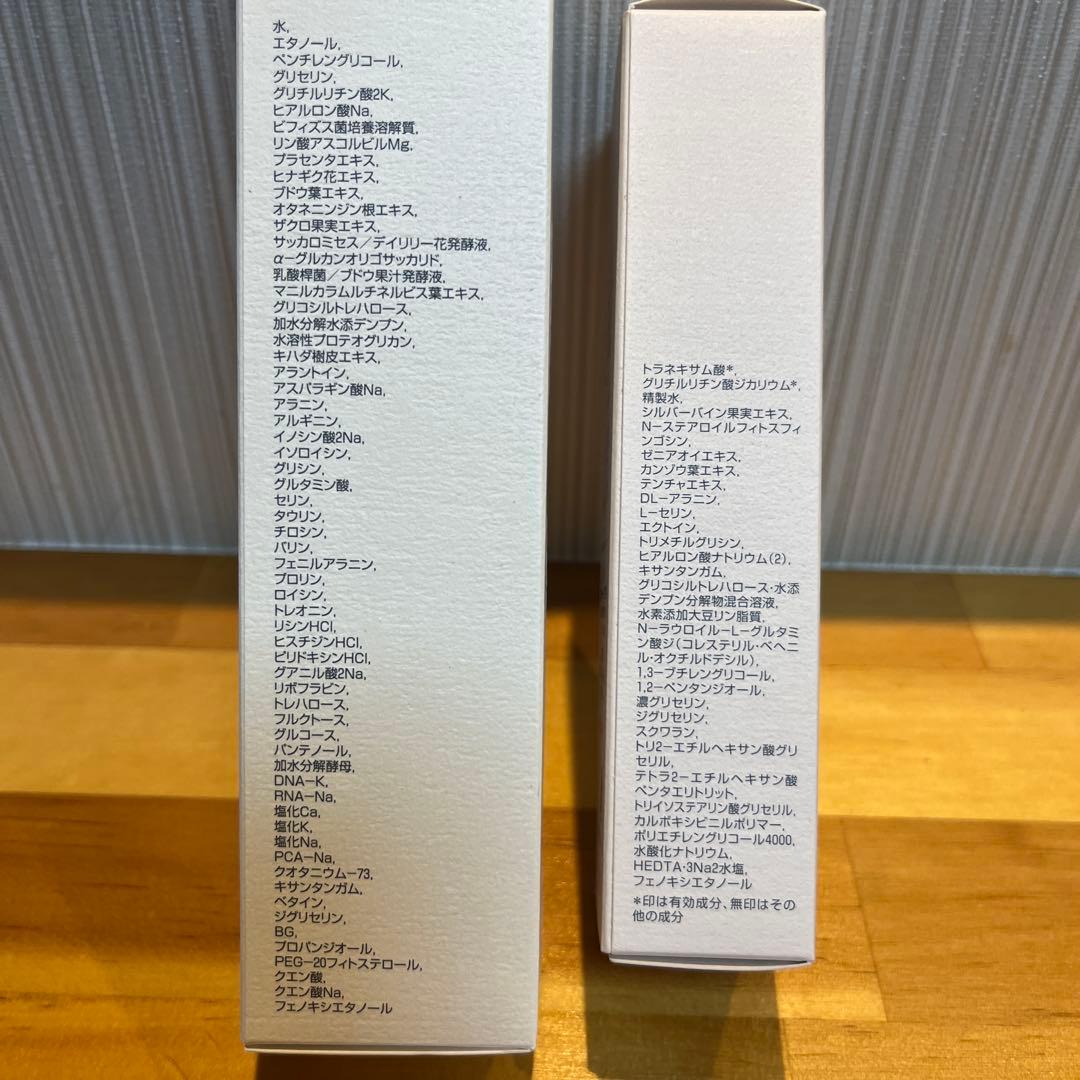 水,
エタノール,
ペンチレングリコール,
グリセリン,
グリチルリチン酸2K,
ヒアルロン酸Na,
ビフィズス菌培養溶解質,
リン酸アスコルビルMg,
プラセンタエキス,
ヒナギク花エキス,
ブドウ葉エキス,
オタネニンジン根エキス,
ザクロ果実エキス,
サッカロミセス/デイリリー花発酵液,
α-グルカンオリゴサッカリド,
乳酸桿菌/ブドウ果汁発酵液,
マニルカラムルチネルビス葉エキス,
グリコシルトレハロース,
加水分解水添デンプン,
水溶性プロテオグリカン,
キハダ樹皮エキス,
アラントイン,
アスパラギン酸Na,
アラニン,
アルギニン,
イノシン酸2Na,
イソロイシン,
グリシン,
グルタミン酸,
セリン,
タウリン,
チロシン,
バリン,
フェニルアラニン,
プロリン,
ロイシン,
トレオニン,
リシンHCl,
ヒスチジンHCl,
ピリドキシンHCl,
グアニル酸2Na,
リボフラビン,
トレハロース,
フルクトース,
グルコース,
パンテノール,
加水分解酵母,
DNA-K,
RNA-Na,
塩化Ca,
塩化K,
塩化Na,
PCA-Na,
クオタニウム-73,
キサンタンガム,
ベタイン,
ジグリセリン,
BG,
プロパンジオール,
PEG-20フィトステロール,
クエン酸,
クエン酸Na,
フェノキシエタノール
トラネキサム酸*,
グリチルリチン酸ジカリウム*,
精製水,
シルバーバイン果実エキス,
N-ステアロイルフィトスフィ
ンゴシン,
ゼニアオイエキス,
カンゾウ葉エキス,
テンチャエキス,
DL-アラニン,
L-セリン,
エクトイン,
トリメチルグリシン,
ヒアルロン酸ナトリウム(2),
キサンタンガム,
グリコシルトレハロース・水添
デンプン分解物混合溶液,
水素添加大豆リン脂質,
N-ラウロイル-L-グルタミ
ン酸ジ(コレステリル・ベヘニ
ル・オクチルドデシル),
1,3-ブチレングリコール,
1,2-ペンタンジオール,
濃グリセリン,
ジグリセリン,
スクワラン,
トリ2-エチルヘキサン酸グリ
セリル,
テトラ2-エチルヘキサン酸
ペンタエリトリット,
トリイソステアリン酸グリセリル,
カルボキシビニルポリマー,
ポリエチレングリコール4000,
水酸化ナトリウム,
HEDTA・3Na2水塩,
フェノキシエタノール
*印は有効成分、無印はその
他の成分